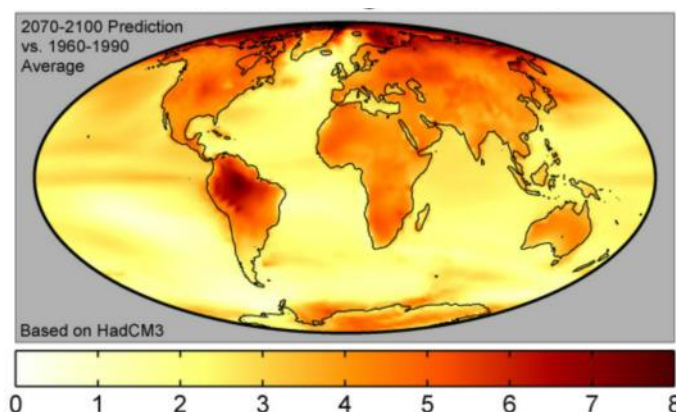 2070-2100 Prediction
vs. 1960-1990
Average
Based on HadCM3
0 1 2 3 4 5 6 7 8